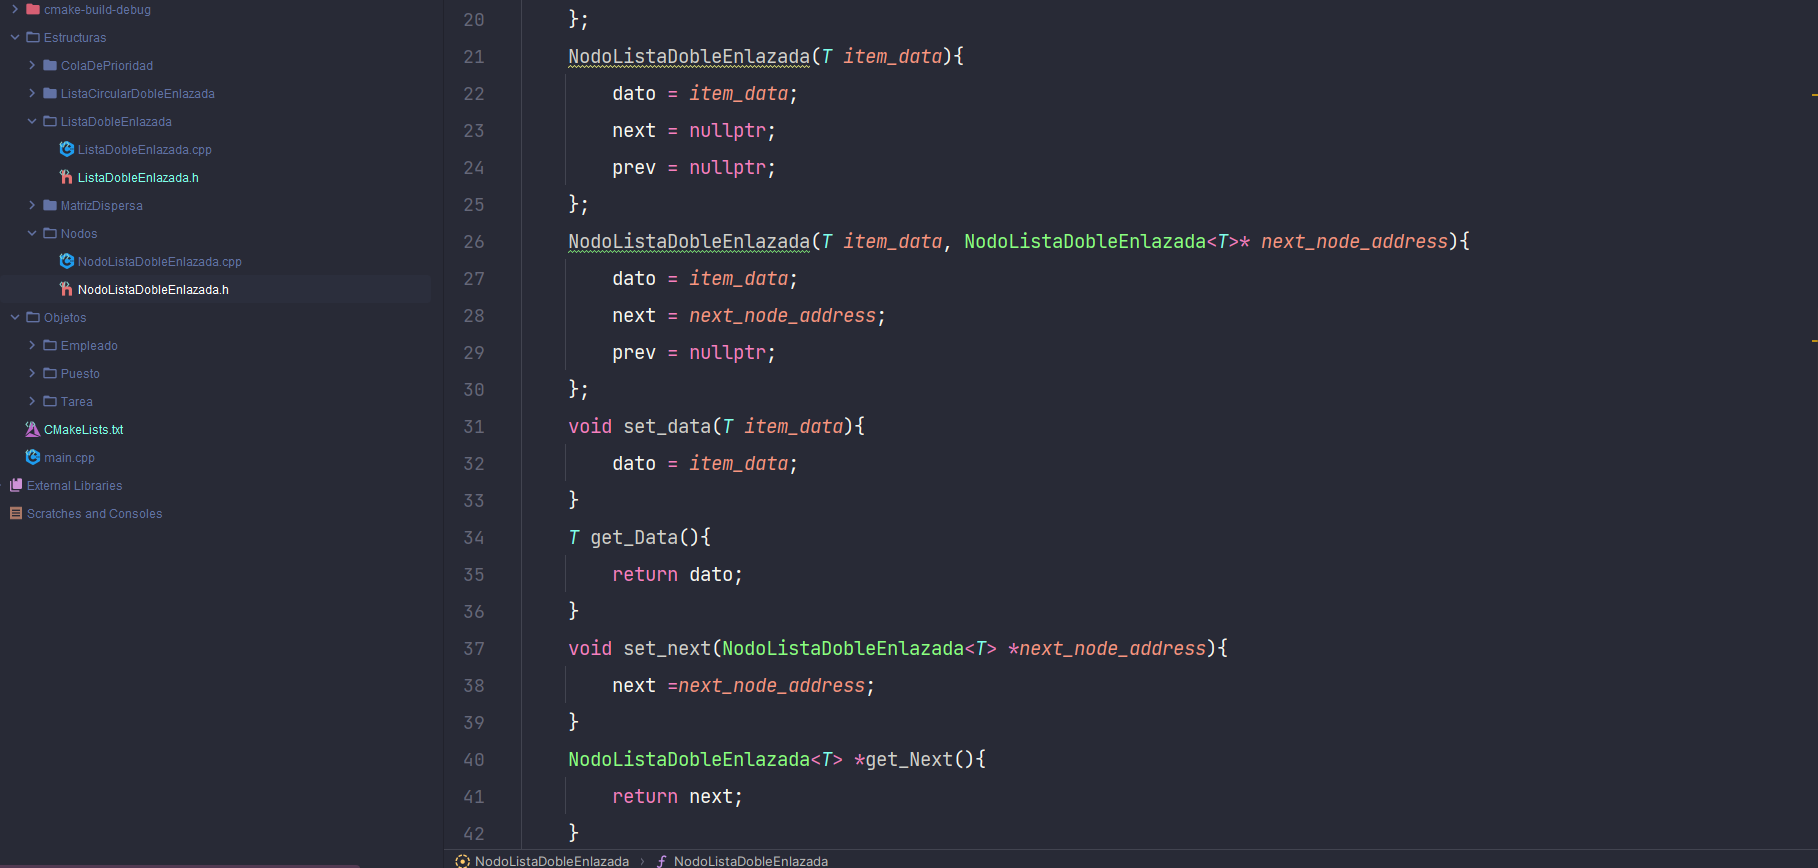 cmake-build-debug
Estructuras
ColaDePrioridad
ListaCircularDobleEnlazada
ListaDobleEnlazada
ListaDobleEnlazada.cpp
ListaDobleEnlazada.h
MatrizDispersa
Nodos
NodoListaDobleEnlazada.cpp
NodoListaDobleEnlazada.h
Objetos
Empleado
Puesto
Tarea
CMakeLists.txt
main.cpp
External Libraries
Scratches and Consoles
20 };
21 NodoListaDobleEnlazada(T item_data){
22 dato = item_data;
23 next = nullptr;
24 prev = nullptr;
25 };
26 NodoListaDobleEnlazada(T item_data, NodoListaDobleEnlazada<T>* next_node_address){
27 dato = item_data;
28 next = next_node_address;
29 prev = nullptr;
30 };
31 void set_data(T item_data){
32 dato = item_data;
33 }
34 T get_Data(){
35 return dato;
36 }
37 void set_next(NodoListaDobleEnlazada<T> *next_node_address){
38 next =next_node_address;
39 }
40 NodoListaDobleEnlazada<T> *get_Next(){
41 return next;
42 }
NodoListaDobleEnlazada › f NodoListaDobleEnlazada